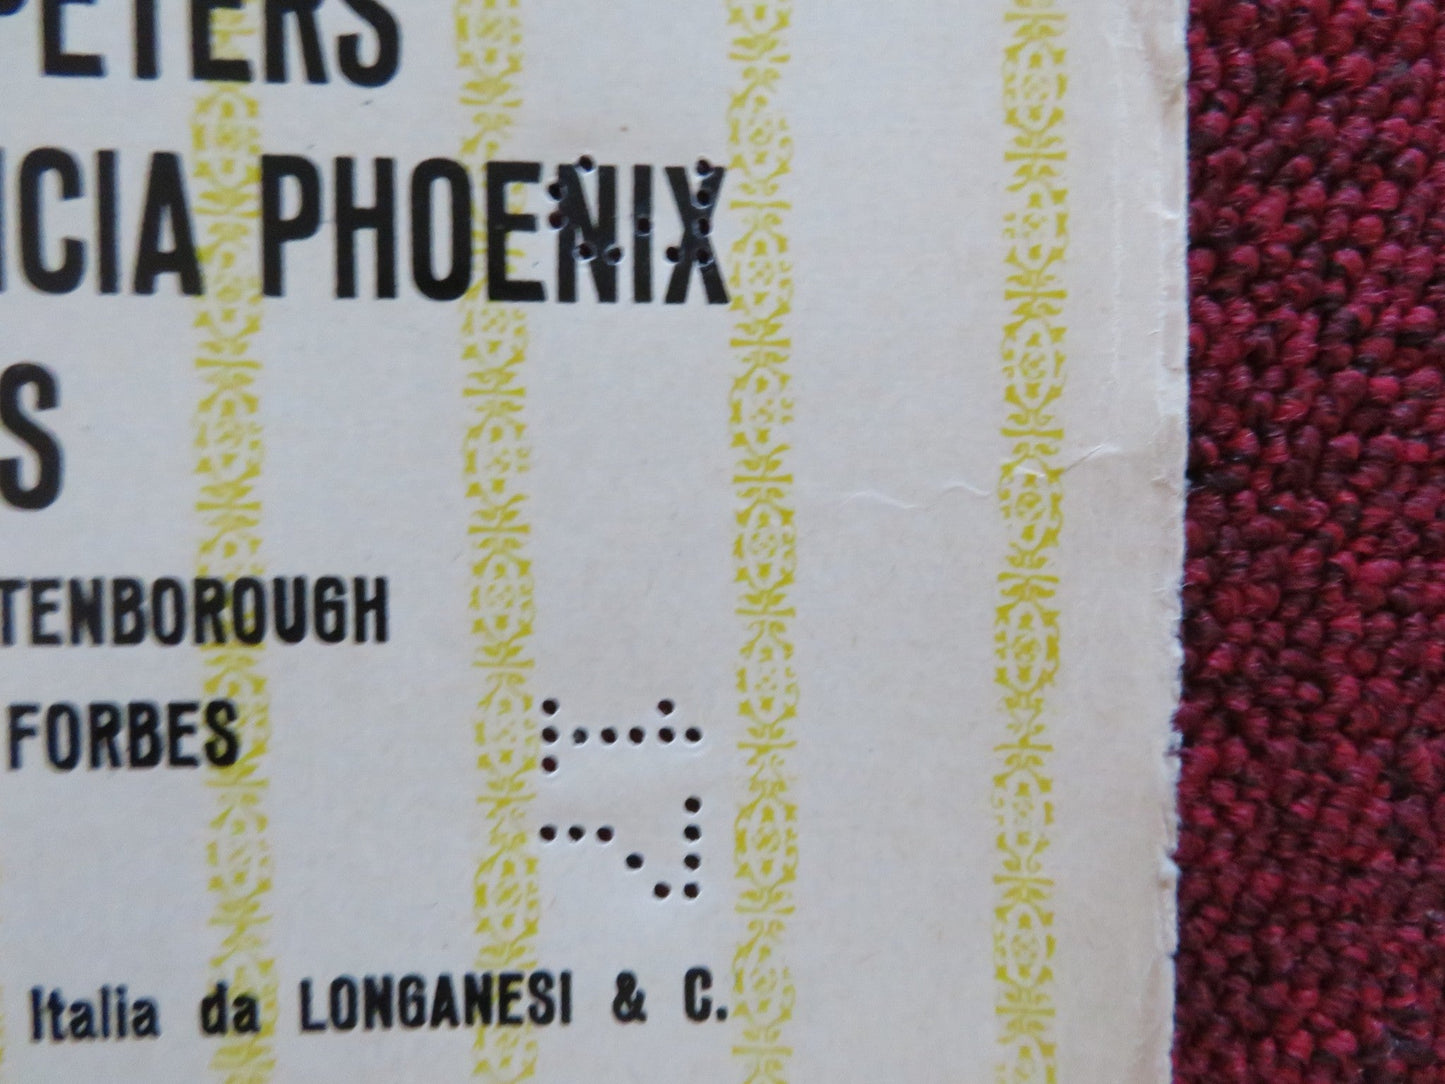 PETERS
ICIA PHOENIX
S
TENBOROUGH
FORBES
Italia da LONGANESI & C.